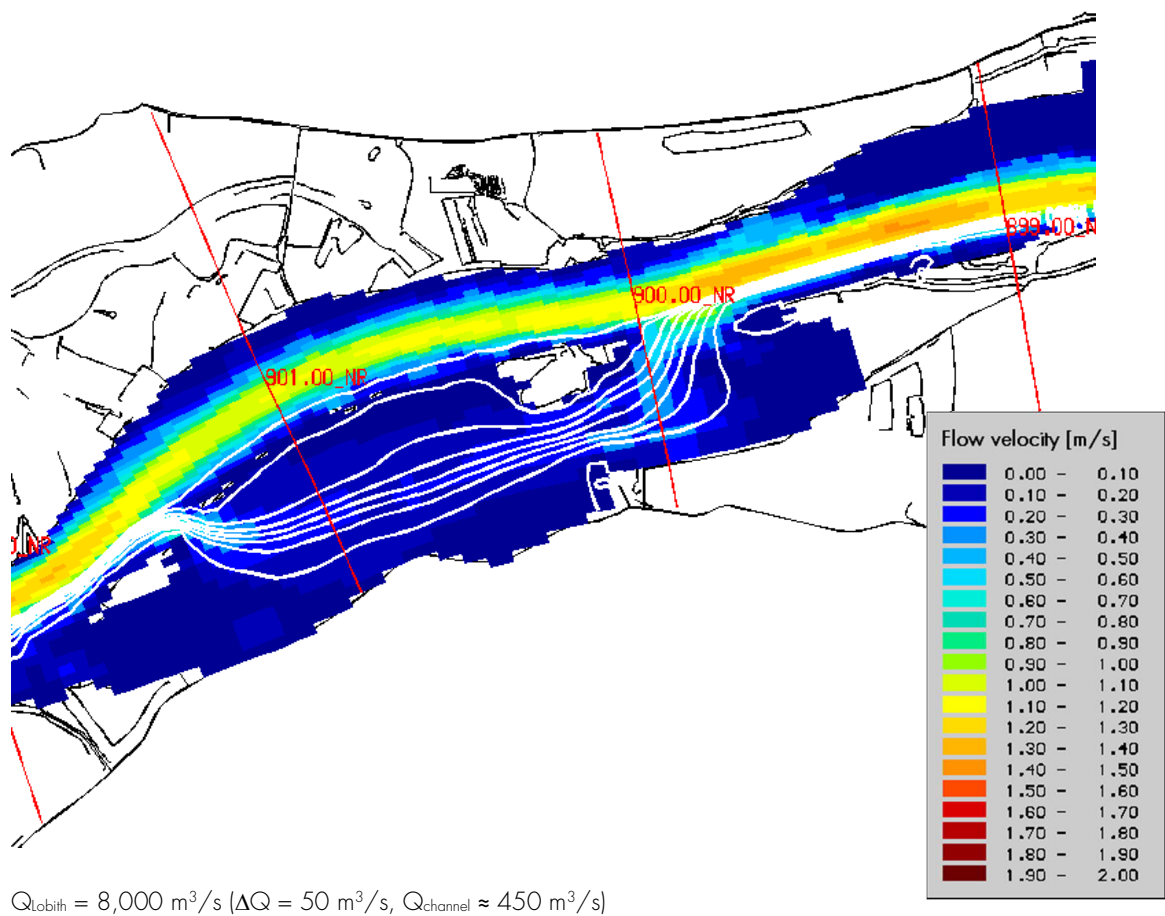 899.00_N
900.00_NR
901.00_NR
_NR
Flow velocity [m/s]
0.00 – 0.10
0.10 – 0.20
0.20 – 0.30
0.30 – 0.40
0.40 – 0.50
0.50 – 0.60
0.60 – 0.70
0.70 – 0.80
0.80 – 0.90
0.90 – 1.00
1.00 – 1.10
1.10 – 1.20
1.20 – 1.30
1.30 – 1.40
1.40 – 1.50
1.50 – 1.60
1.60 – 1.70
1.70 – 1.80
1.80 – 1.90
1.90 – 2.00
QLobith = 8,000 m³/s (ΔQ = 50 m³/s, Qchannel ≈ 450 m³/s)